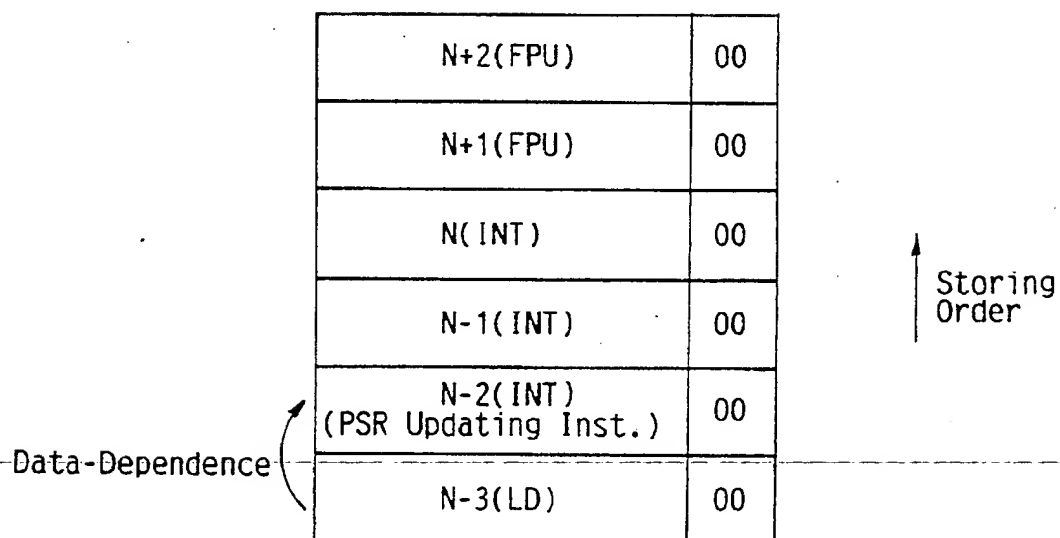 N+2(FPU) 00
N+1(FPU) 00
N(INT) 00
N-1(INT) 00
Storing
Order
N-2(INT)
(PSR Updating Inst.) 00
Data-Dependence
N-3(LD) 00